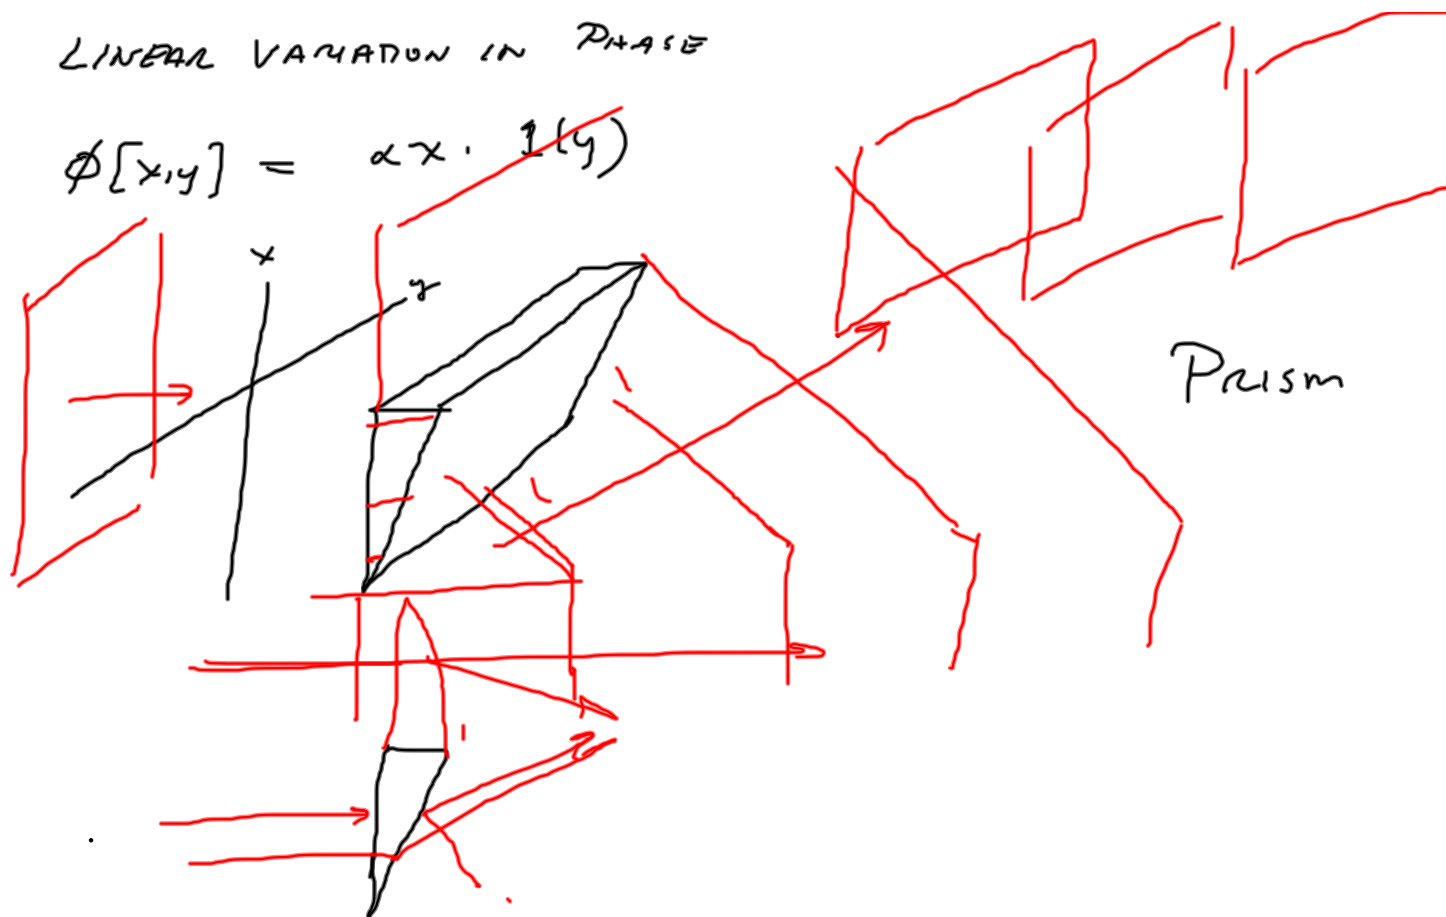 LINEAR VARIATION IN PHASE
φ[x,y] = αx · 1(y)
x
y
PRISM